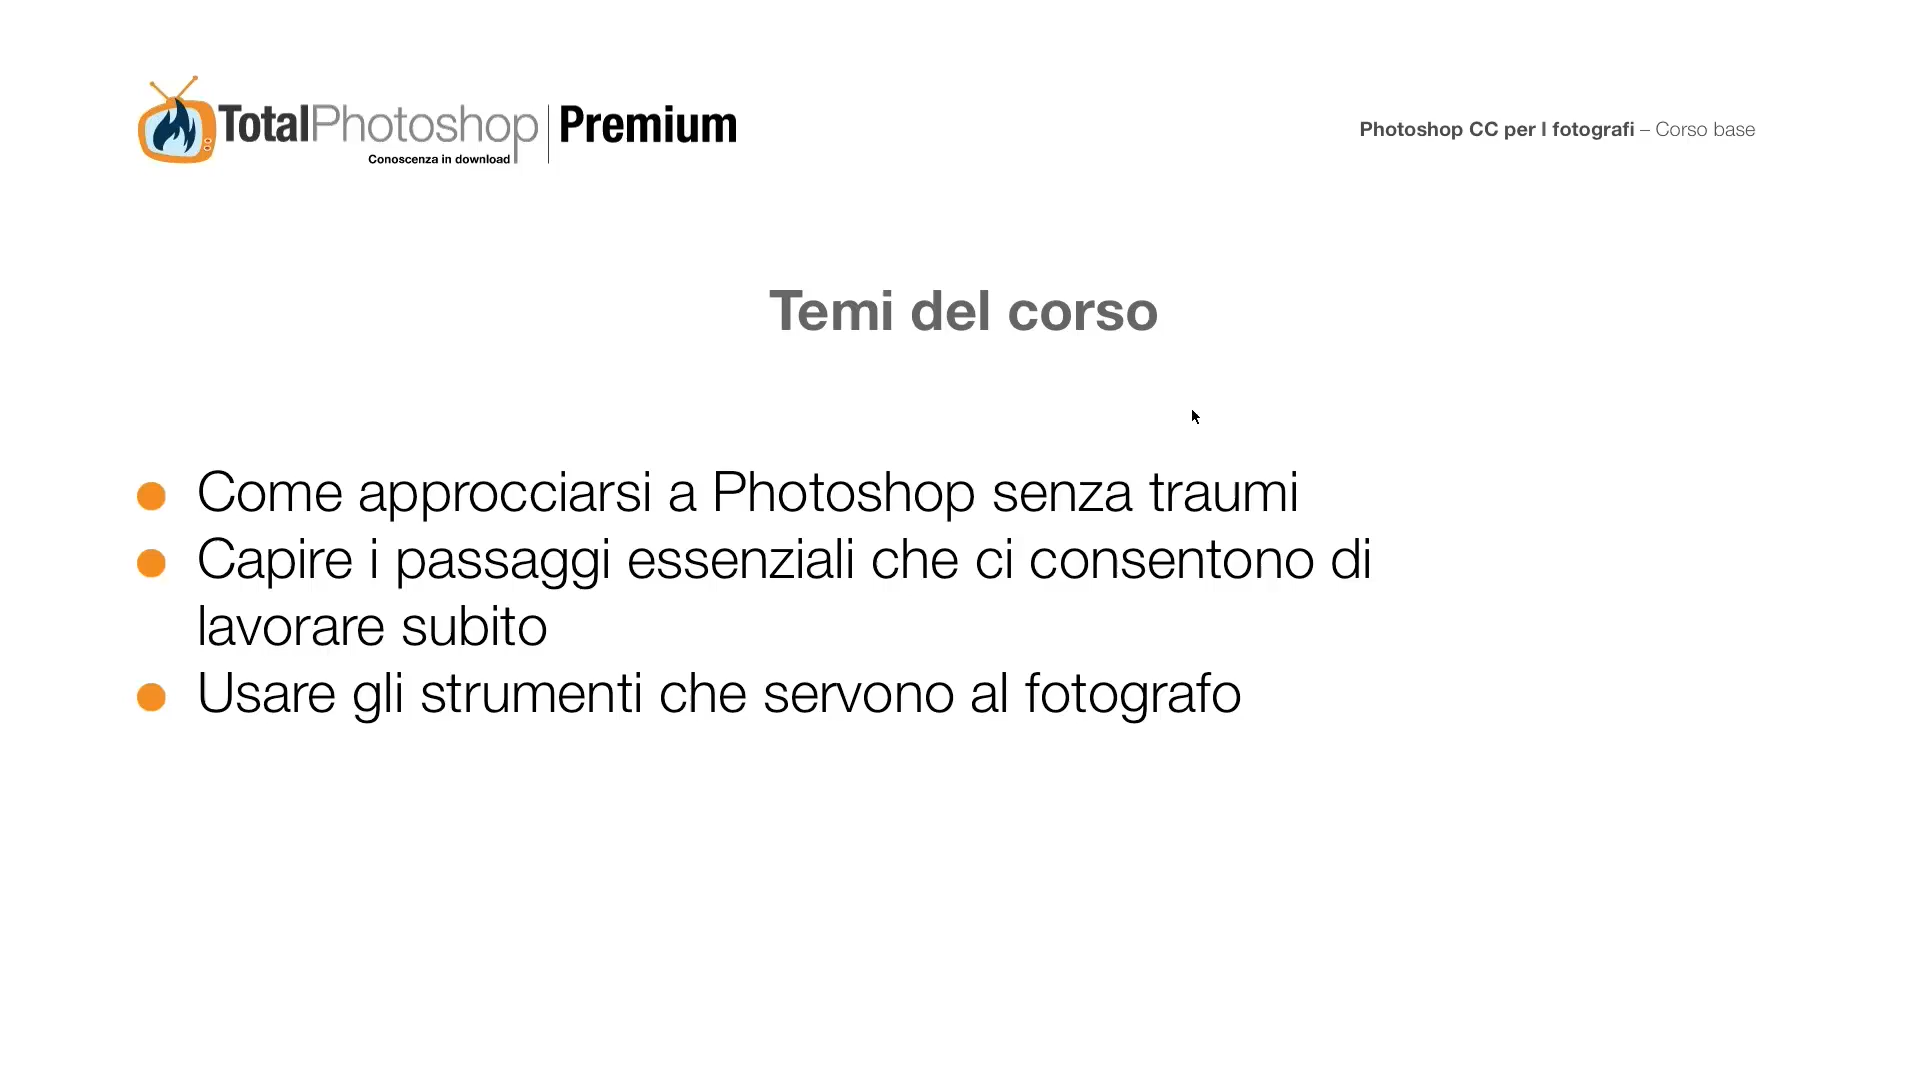 TotalPhotoshop Premium
Conoscenza in download
Photoshop CC per I fotografi – Corso base
Temi del corso
Come approcciarsi a Photoshop senza traumi
Capire i passaggi essenziali che ci consentono di
lavorare subito
Usare gli strumenti che servono al fotografo